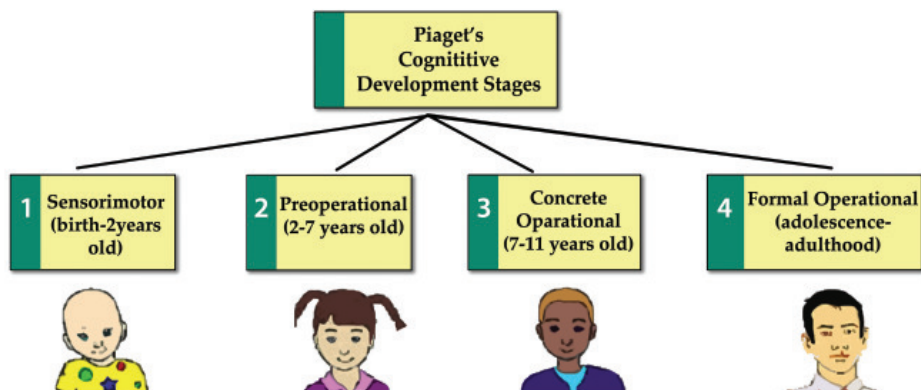 Piaget's
Cognititive
Development Stages
1
Sensorimotor
(birth-2years
old)
2
Preoperational
(2-7 years old)
3
Concrete
Oparational
(7-11 years old)
4
Formal Operational
(adolescence-
adulthood)